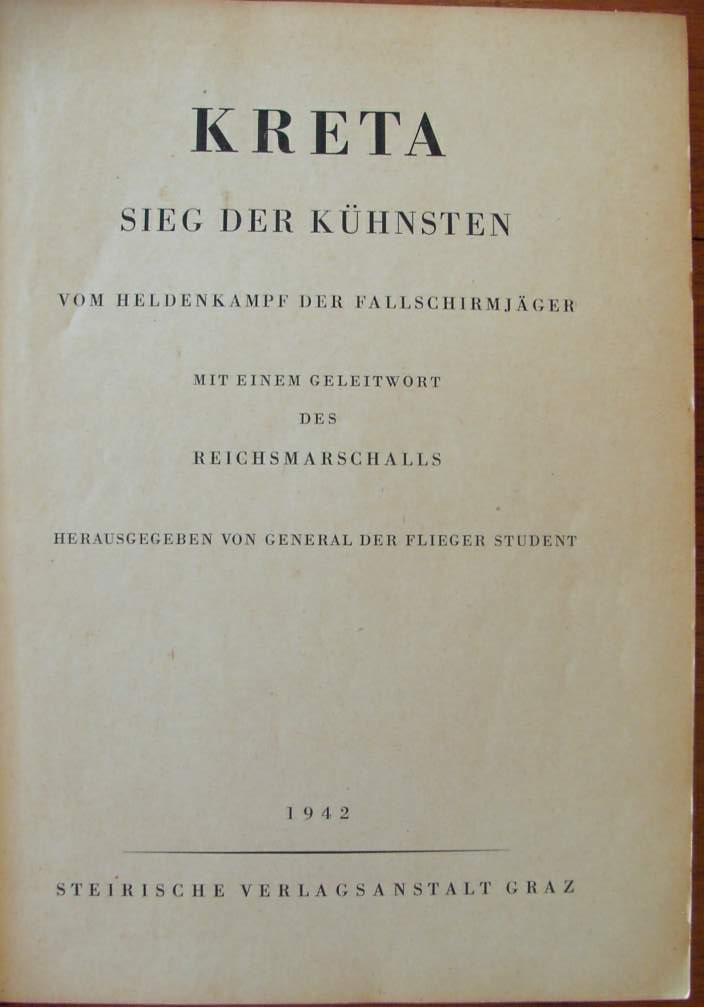 KRETA
SIEG DER KÜHNSTEN
VOM HELDENKAMPF DER FALLSCHIRMJÄGER
MIT EINEM GELEITWORT
DES
REICHSMARSCHALLS
HERAUSGEGEBEN VON GENERAL DER FLIEGER STUDENT
1942
STEIRISCHE VERLAGSANSTALT GRAZ